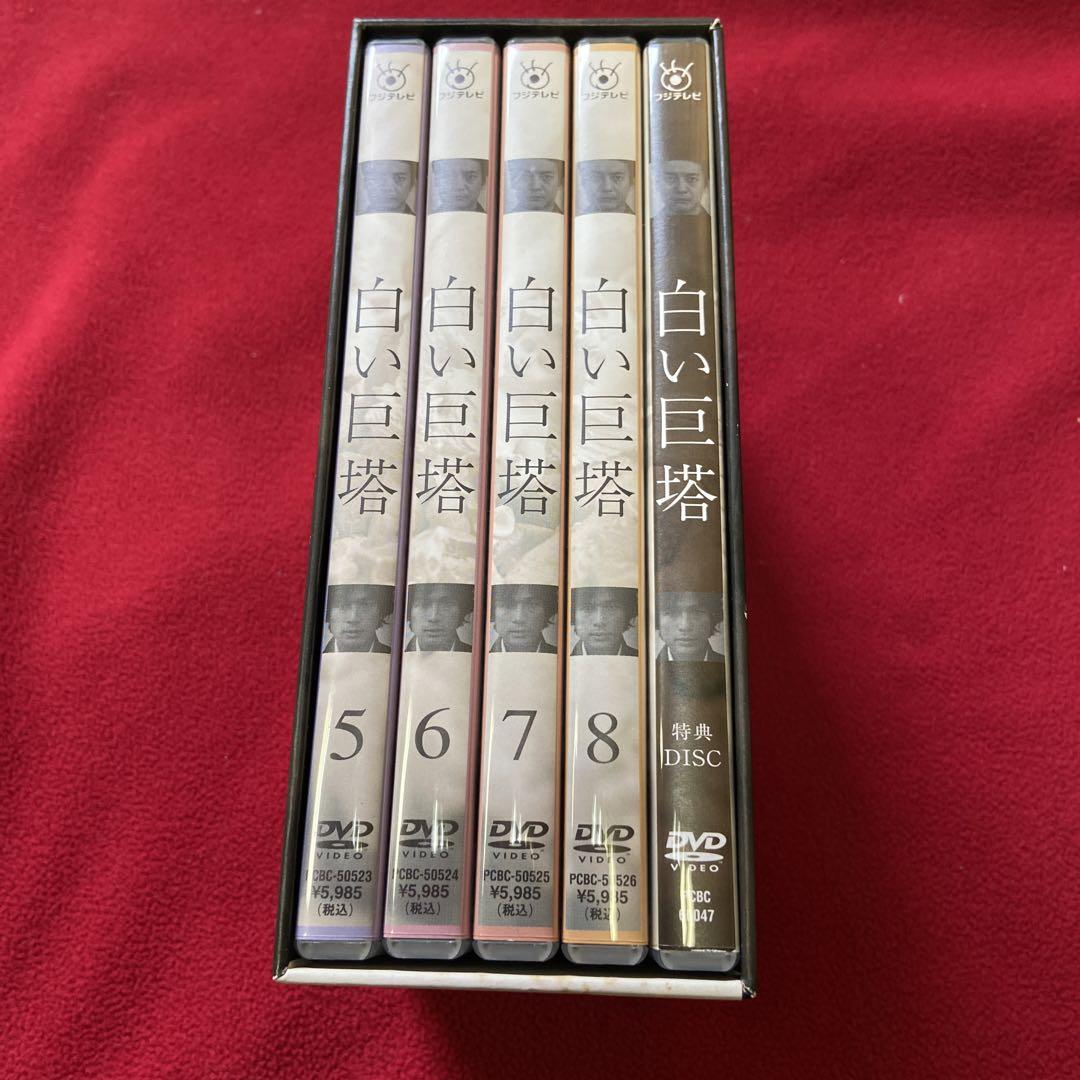 フジテレビ
白い巨塔
5
DVD
VIDEO
PCBC-50523
¥5,985
(税込)
フジテレビ
白い巨塔
6
DVD
VIDEO
PCBC-50524
¥5,985
(税込)
フジテレビ
白い巨塔
7
DVD
VIDEO
PCBC-50525
¥5,985
(税込)
フジテレビ
白い巨塔
8
DVD
VIDEO
PCBC-50526
¥5,985
(税込)
フジテレビ
白い巨塔
特典
DISC
DVD
VIDEO
PCBC